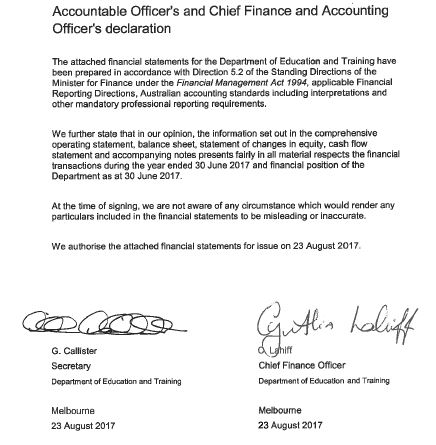 Accountable Officer's and Chief Finance and Accounting
Officer's declaration
The attached financial statements for the Department of Education and Training have
been prepared in accordance with Direction 5.2 of the Standing Directions of the
Minister for Finance under the Financial Management Act 1994, applicable Financial
Reporting Directions, Australian accounting standards including interpretations and
other mandatory professional reporting requirements.
We further state that in our opinion, the information set out in the comprehensive
operating statement, balance sheet, statement of changes in equity, cash flow
statement and accompanying notes presents fairly in all material respects the financial
transactions during the year ended 30 June 2017 and financial position of the
Department as at 30 June 2017.
At the time of signing, we are not aware of any circumstance which would render any
particulars included in the financial statements to be misleading or inaccurate.
We authorise the attached financial statements for issue on 23 August 2017.
Cynthia Lahiff
G. Callister
Lahiff
Secretary
Chief Finance Officer
Department of Education and Training
Department of Education and Training
Melbourne
Melbourne
23 August 2017
23 August 2017